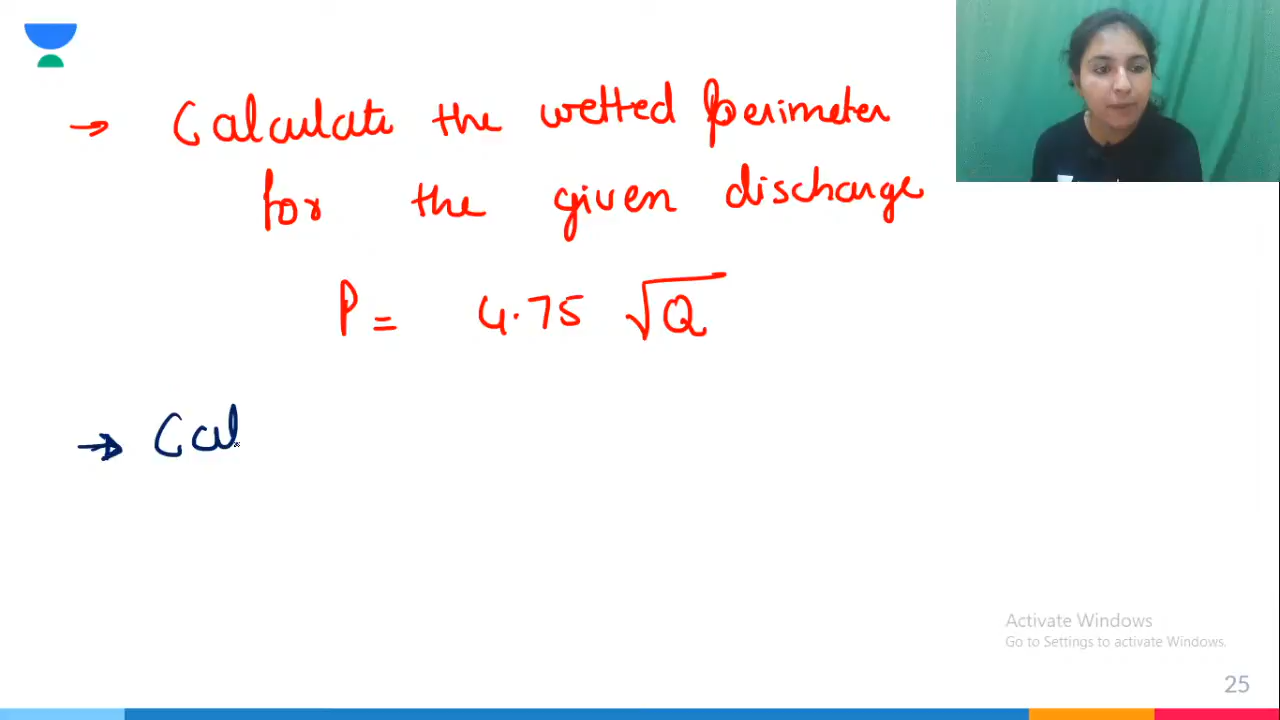 → Calculate the wetted perimeter
for the given discharge
P = 4.75 √Q
→ Cal
Activate Windows
Go to Settings to activate Windows.
25